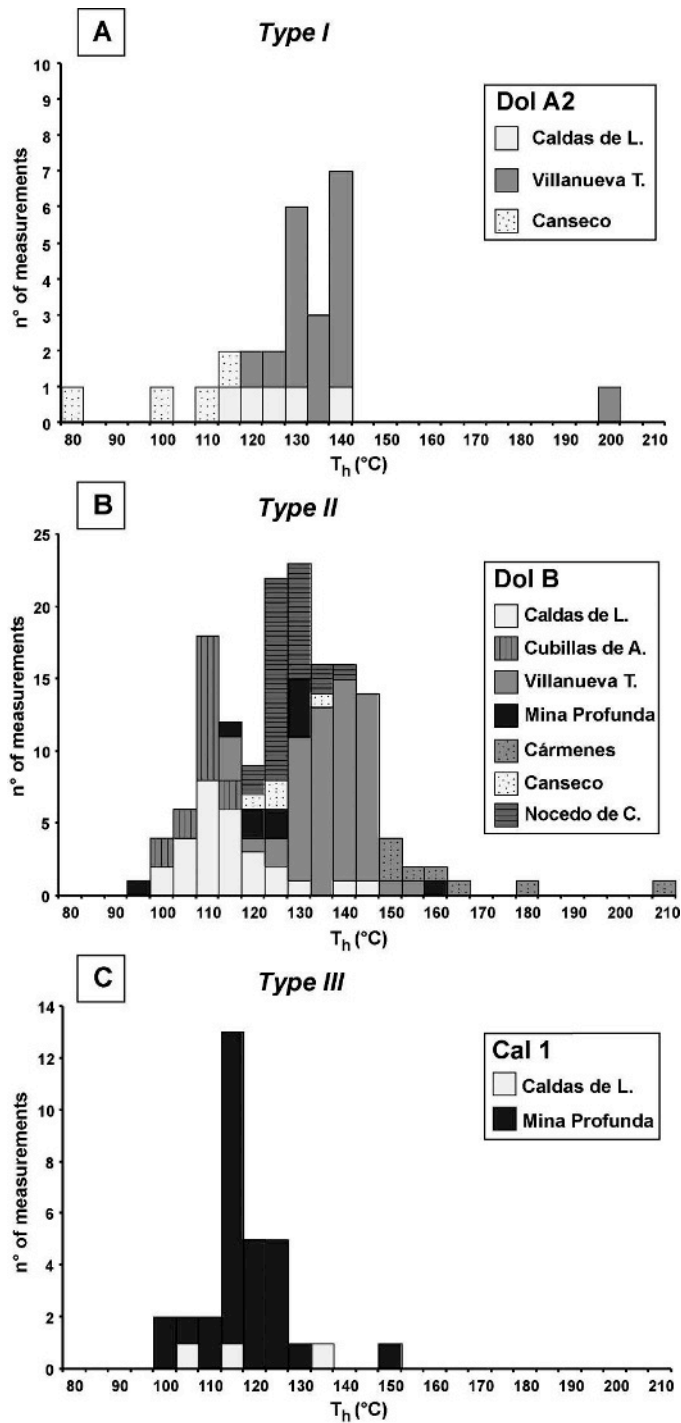 A
Type I
10
9
8
7
6
5
4
3
2
1
0
n° of measurements
Dol A2
Caldas de L.
Villanueva T.
Canseco
80 90 100 110 120 130 140 150 160 170 180 190 200 210
Th (°C)
B
Type II
25
20
15
10
5
0
n° of measurements
Dol B
Caldas de L.
Cubillas de A.
Villanueva T.
Mina Profunda
Cármenes
Canseco
Nocedo de C.
80 90 100 110 120 130 140 150 160 170 180 190 200 210
Th (°C)
C
Type III
14
12
10
8
6
4
2
0
n° of measurements
Cal 1
Caldas de L.
Mina Profunda
80 90 100 110 120 130 140 150 160 170 180 190 200 210
Th (°C)